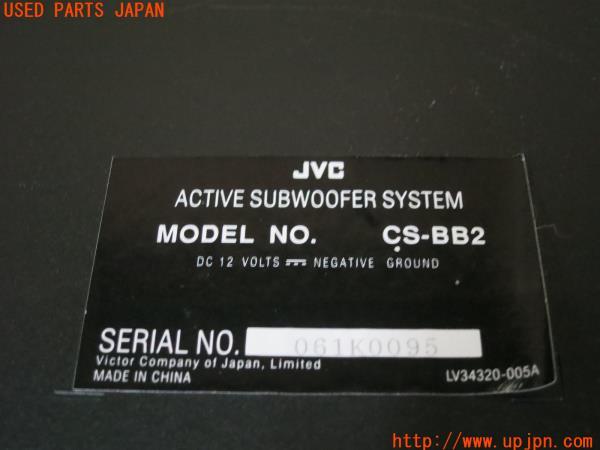 USED PARTS JAPAN
JVC
ACTIVE SUBWOOFER SYSTEM
MODEL NO. CS-BB2
DC 12 VOLTS ⎓ NEGATIVE GROUND
SERIAL NO. 061K0095
Victor Company of Japan, Limited
MADE IN CHINA
LV34320-005A
http://www.upjpn.com